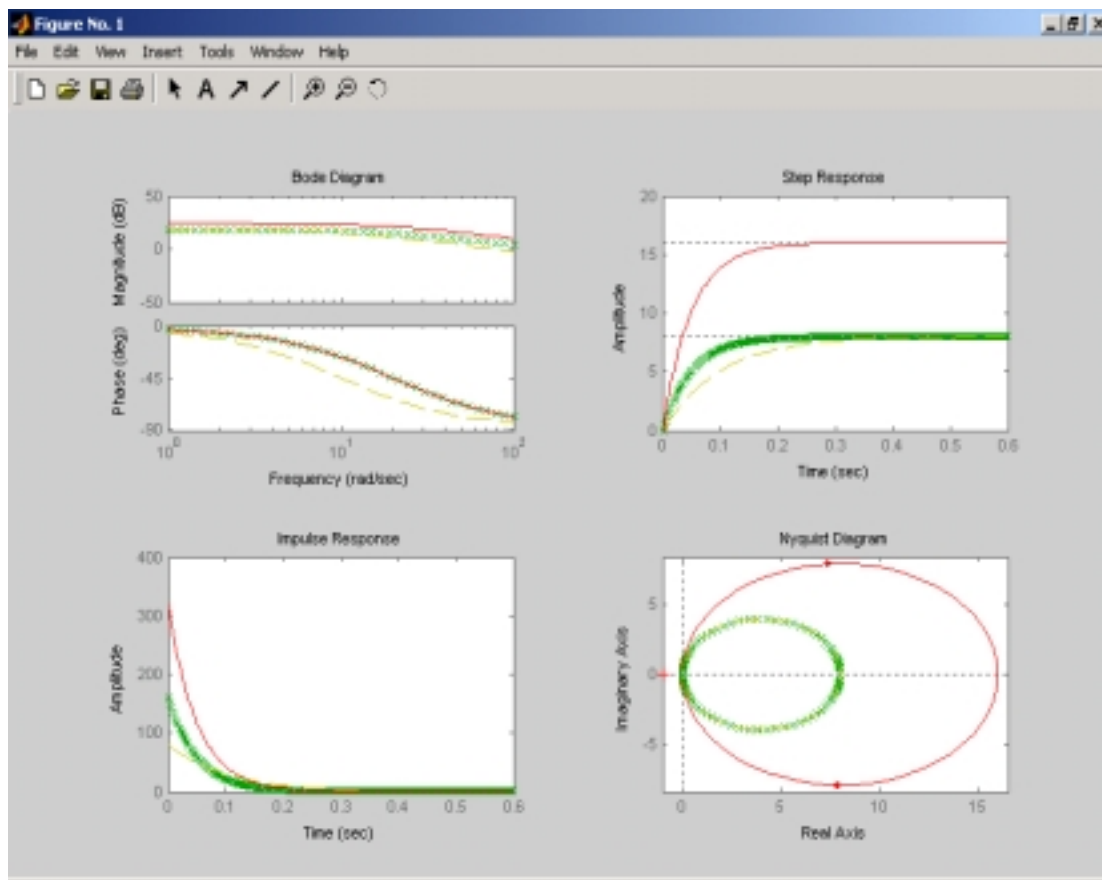 Figure No. 1
File Edit View Insert Tools Window Help
A
Bode Diagram
Magnitude (dB)
50
0
-50
Phase (deg)
0
-45
-90
10^0 10^1 10^2
Frequency (rad/sec)
Step Response
Amplitude
20
15
10
5
0
0 0.1 0.2 0.3 0.4 0.5 0.6
Time (sec)
Impulse Response
Amplitude
400
300
200
100
0
0 0.1 0.2 0.3 0.4 0.5 0.6
Time (sec)
Nyquist Diagram
Imaginary Axis
5
0
-5
0 5 10 15
Real Axis